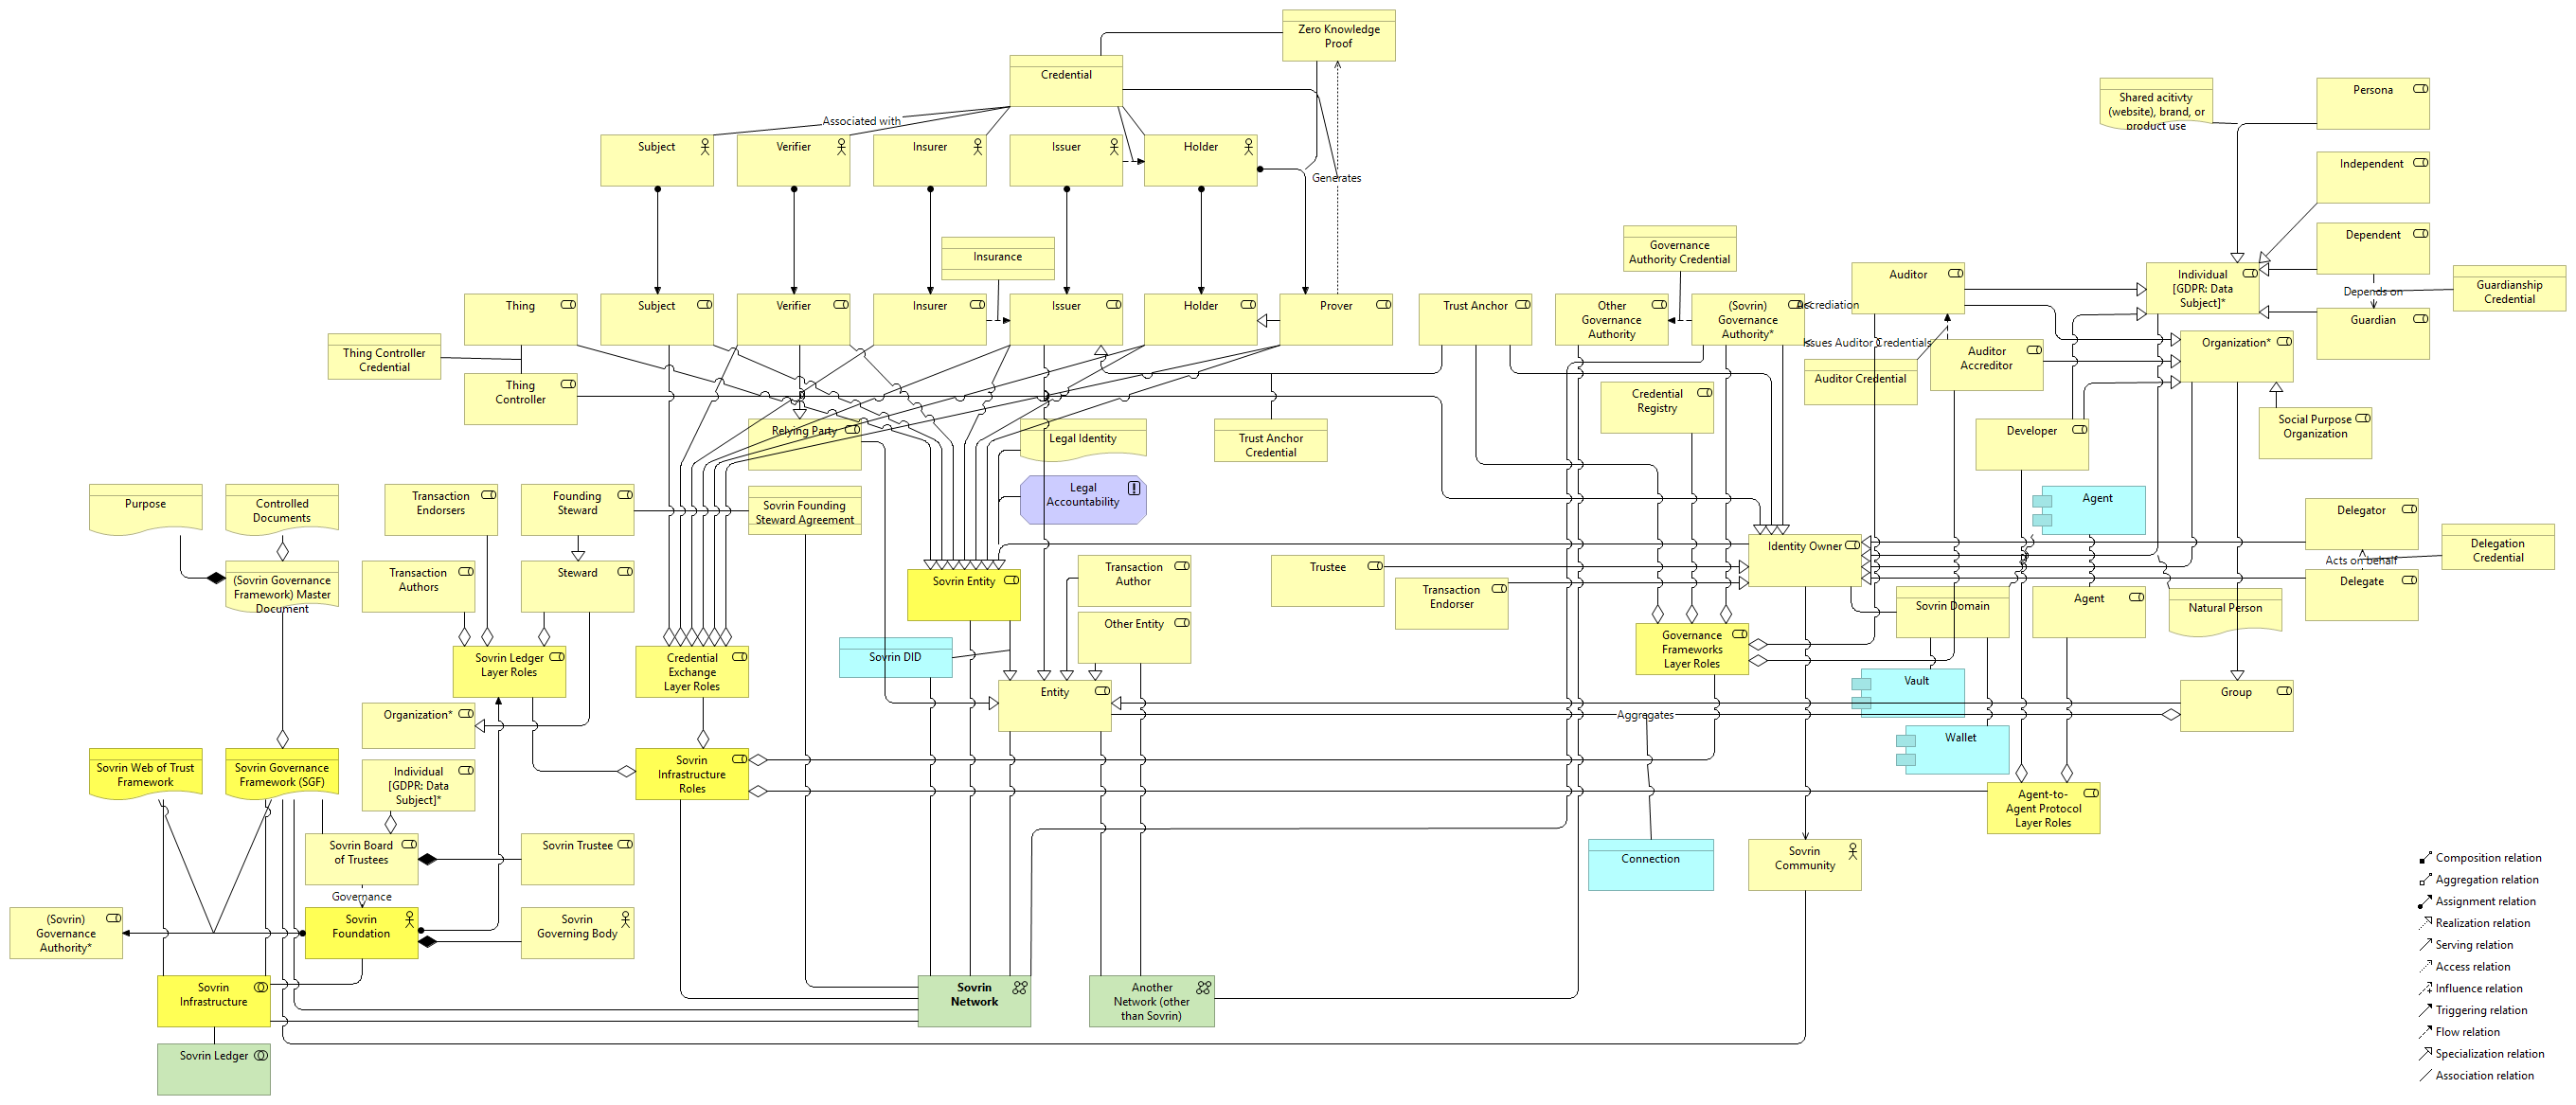 Zero Knowledge
Proof
Credential
Associated with
Subject
Verifier
Insurer
Issuer
Holder
Generates
Shared acitivty
(website), brand, or
product use
Persona
Independent
Dependent
Depends on
Guardianship
Credential
Guardian
Individual
[GDPR: Data
Subject]*
Insurance
Governance
Authority Credential
Auditor
Thing
Subject
Verifier
Insurer
Issuer
Holder
Prover
Trust Anchor
Other
Governance
Authority
(Sovrin)
Governance
Authority*
Accrediation
Issues Auditor Credentials
Auditor
Accreditor
Organization*
Thing Controller
Credential
Thing
Controller
Auditor Credential
Credential
Registry
Relying Party
Legal Identity
Trust Anchor
Credential
Developer
Social Purpose
Organization
Purpose
Controlled
Documents
Transaction
Endorsers
Founding
Steward
Sovrin Founding
Steward Agreement
Legal
Accountability
Agent
Delegator
Delegation
Credential
Acts on behalf
Delegate
(Sovrin Governance
Framework) Master
Document
Transaction
Authors
Steward
Sovrin Entity
Transaction
Author
Trustee
Transaction
Endorser
Identity Owner
Sovrin Domain
Agent
Natural Person
Other Entity
Sovrin Ledger
Layer Roles
Credential
Exchange
Layer Roles
Sovrin DID
Governance
Frameworks
Layer Roles
Entity
Vault
Group
Organization*
Aggregates
Wallet
Sovrin Web of Trust
Framework
Sovrin Governance
Framework (SGF)
Individual
[GDPR: Data
Subject]*
Sovrin
Infrastructure
Roles
Agent-to-
Agent Protocol
Layer Roles
Sovrin Board
of Trustees
Sovrin Trustee
Connection
Sovrin
Community
Governance
(Sovrin)
Governance
Authority*
Sovrin
Foundation
Sovrin
Governing Body
Sovrin
Infrastructure
Sovrin
Network
Another
Network (other
than Sovrin)
Sovrin Ledger
Composition relation
Aggregation relation
Assignment relation
Realization relation
Serving relation
Access relation
Influence relation
Triggering relation
Flow relation
Specialization relation
Association relation